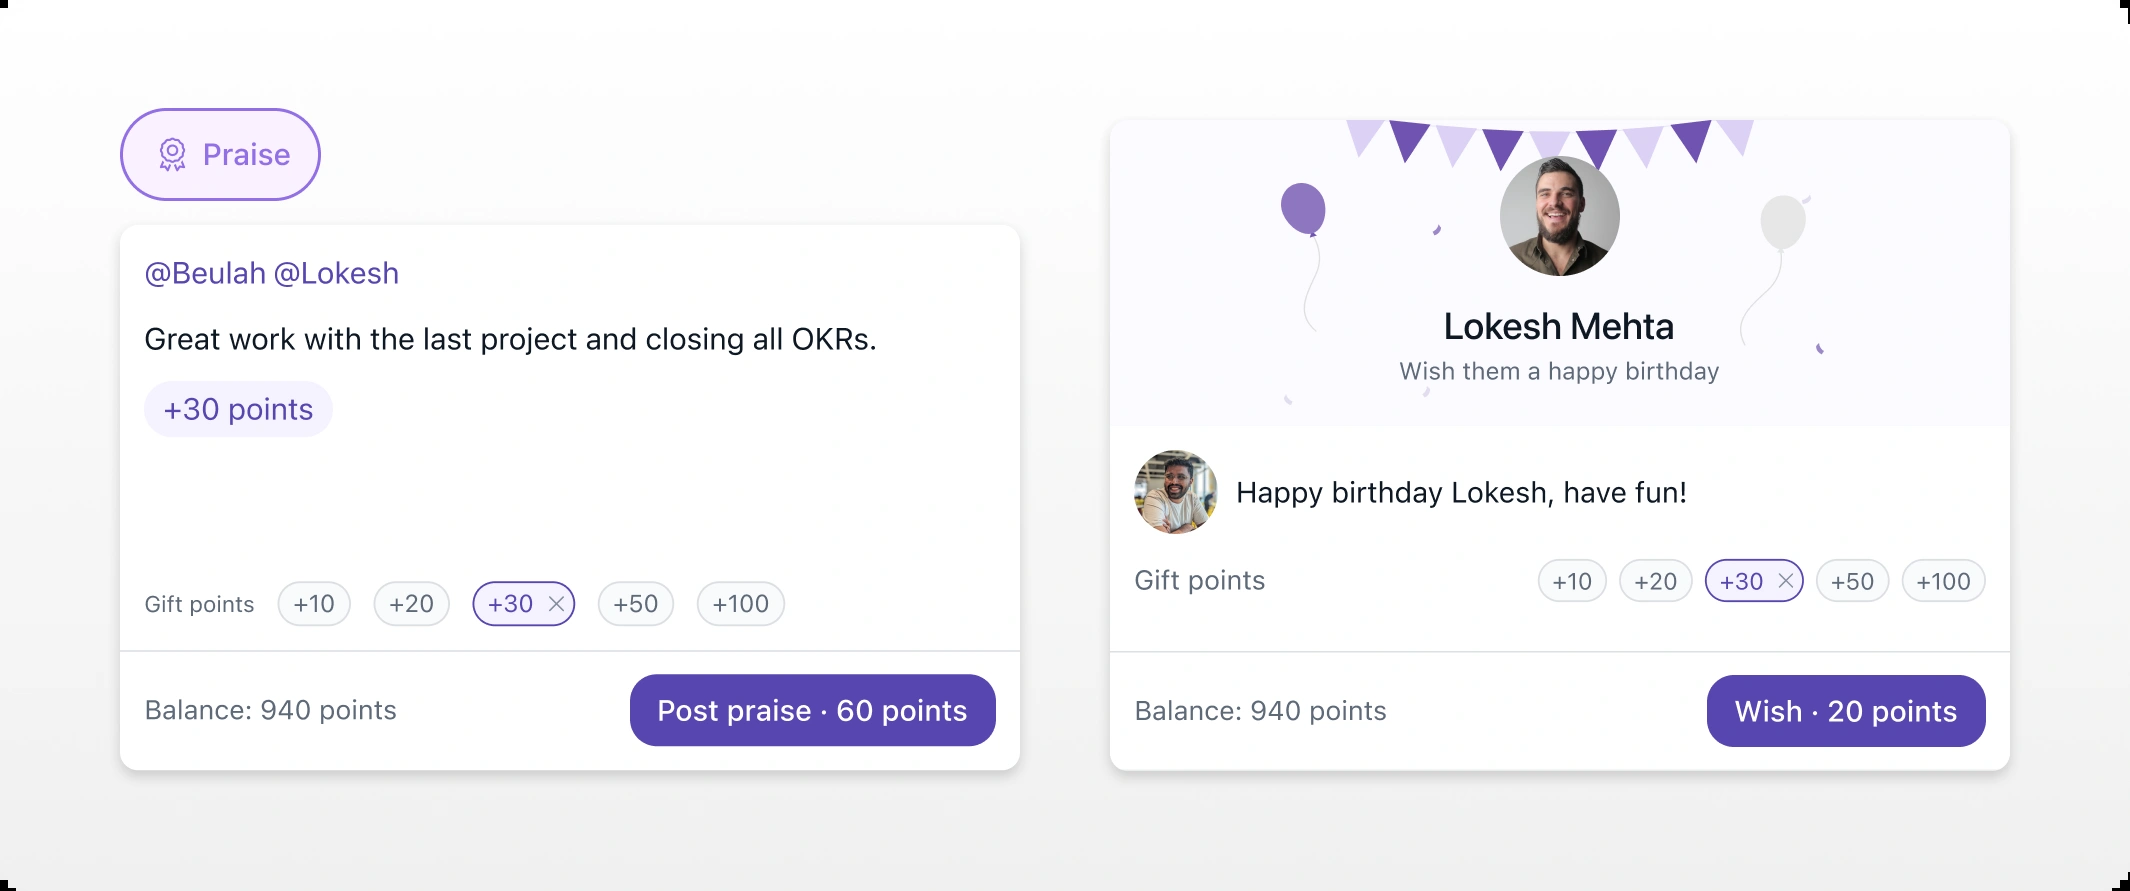 Praise
@Beulah @Lokesh
Great work with the last project and closing all OKRs.
+30 points
Gift points +10 +20 +30 +50 +100
Balance: 940 points
Post praise · 60 points
Lokesh Mehta
Wish them a happy birthday
Happy birthday Lokesh, have fun!
Gift points +10 +20 +30 +50 +100
Balance: 940 points
Wish · 20 points